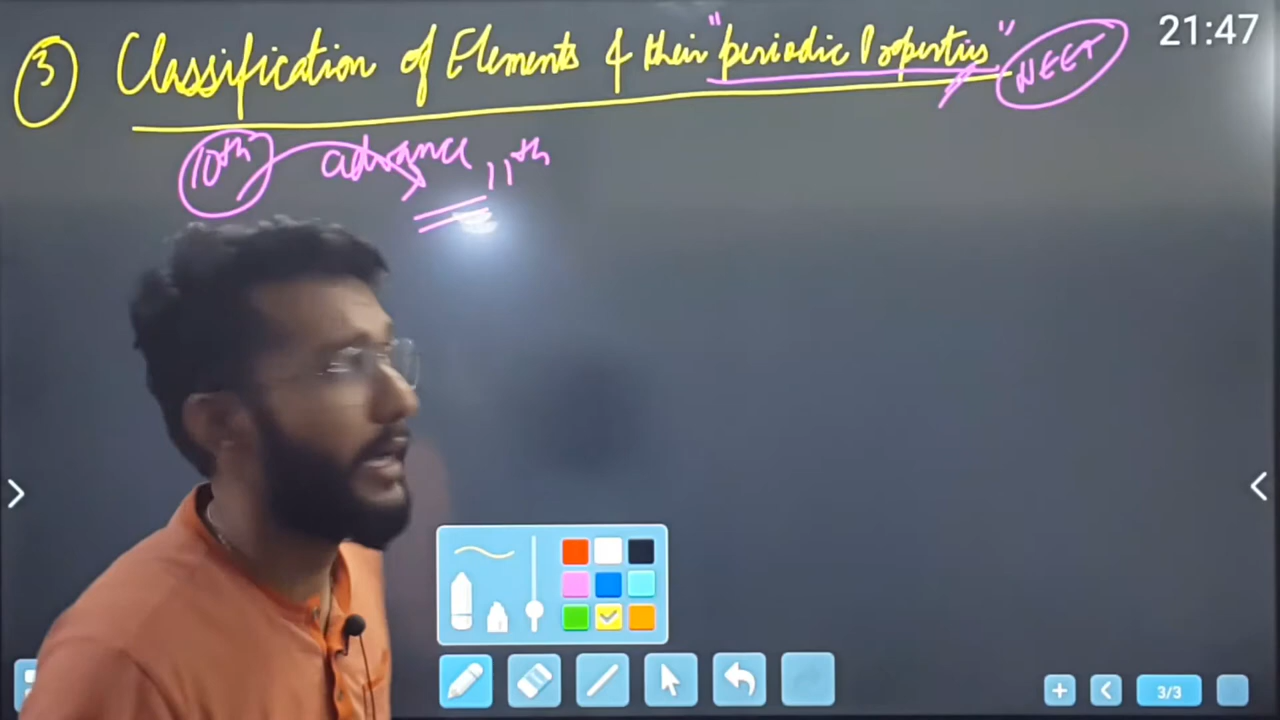 21:47
③ Classification of Elements & their "periodic Properties" NEET
10th advance 11th
3/3